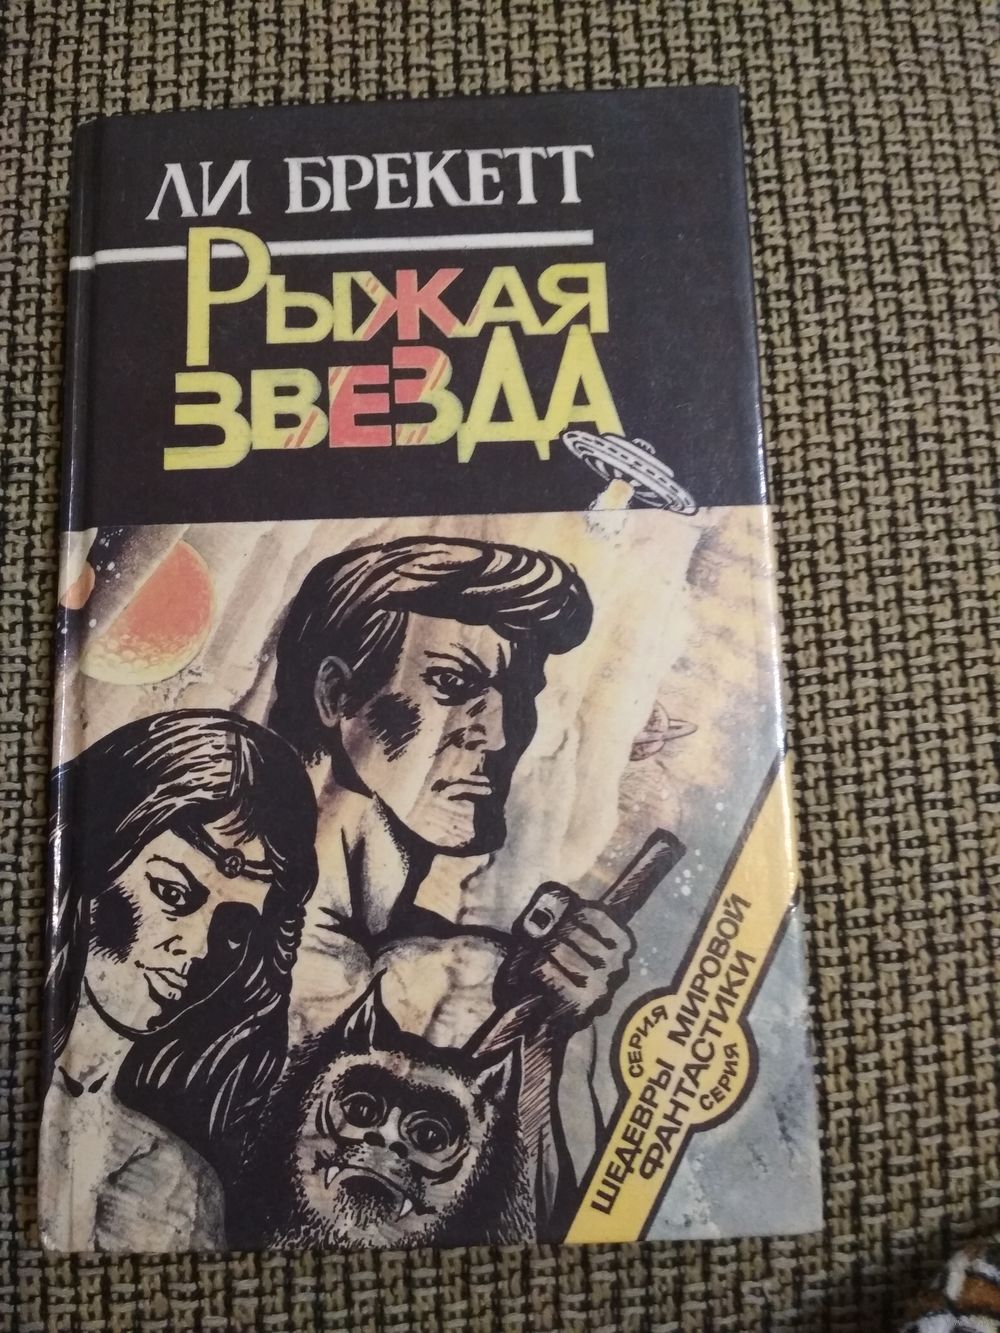 ЛИ БРЕКЕТТ
РЫЖАЯ
ЗВЕЗДА
СЕРИЯ
ШЕДЕВРЫ МИРОВОЙ
ФАНТАСТИКИ
СЕРИЯ